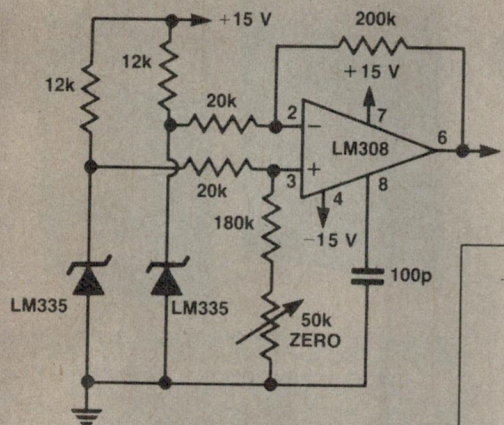 +15 V
200k
12k
12k
+15 V
20k
2
7
−
LM308
6
+
3
20k
8
4
180k
−15 V
100p
LM335
LM335
50k
ZERO